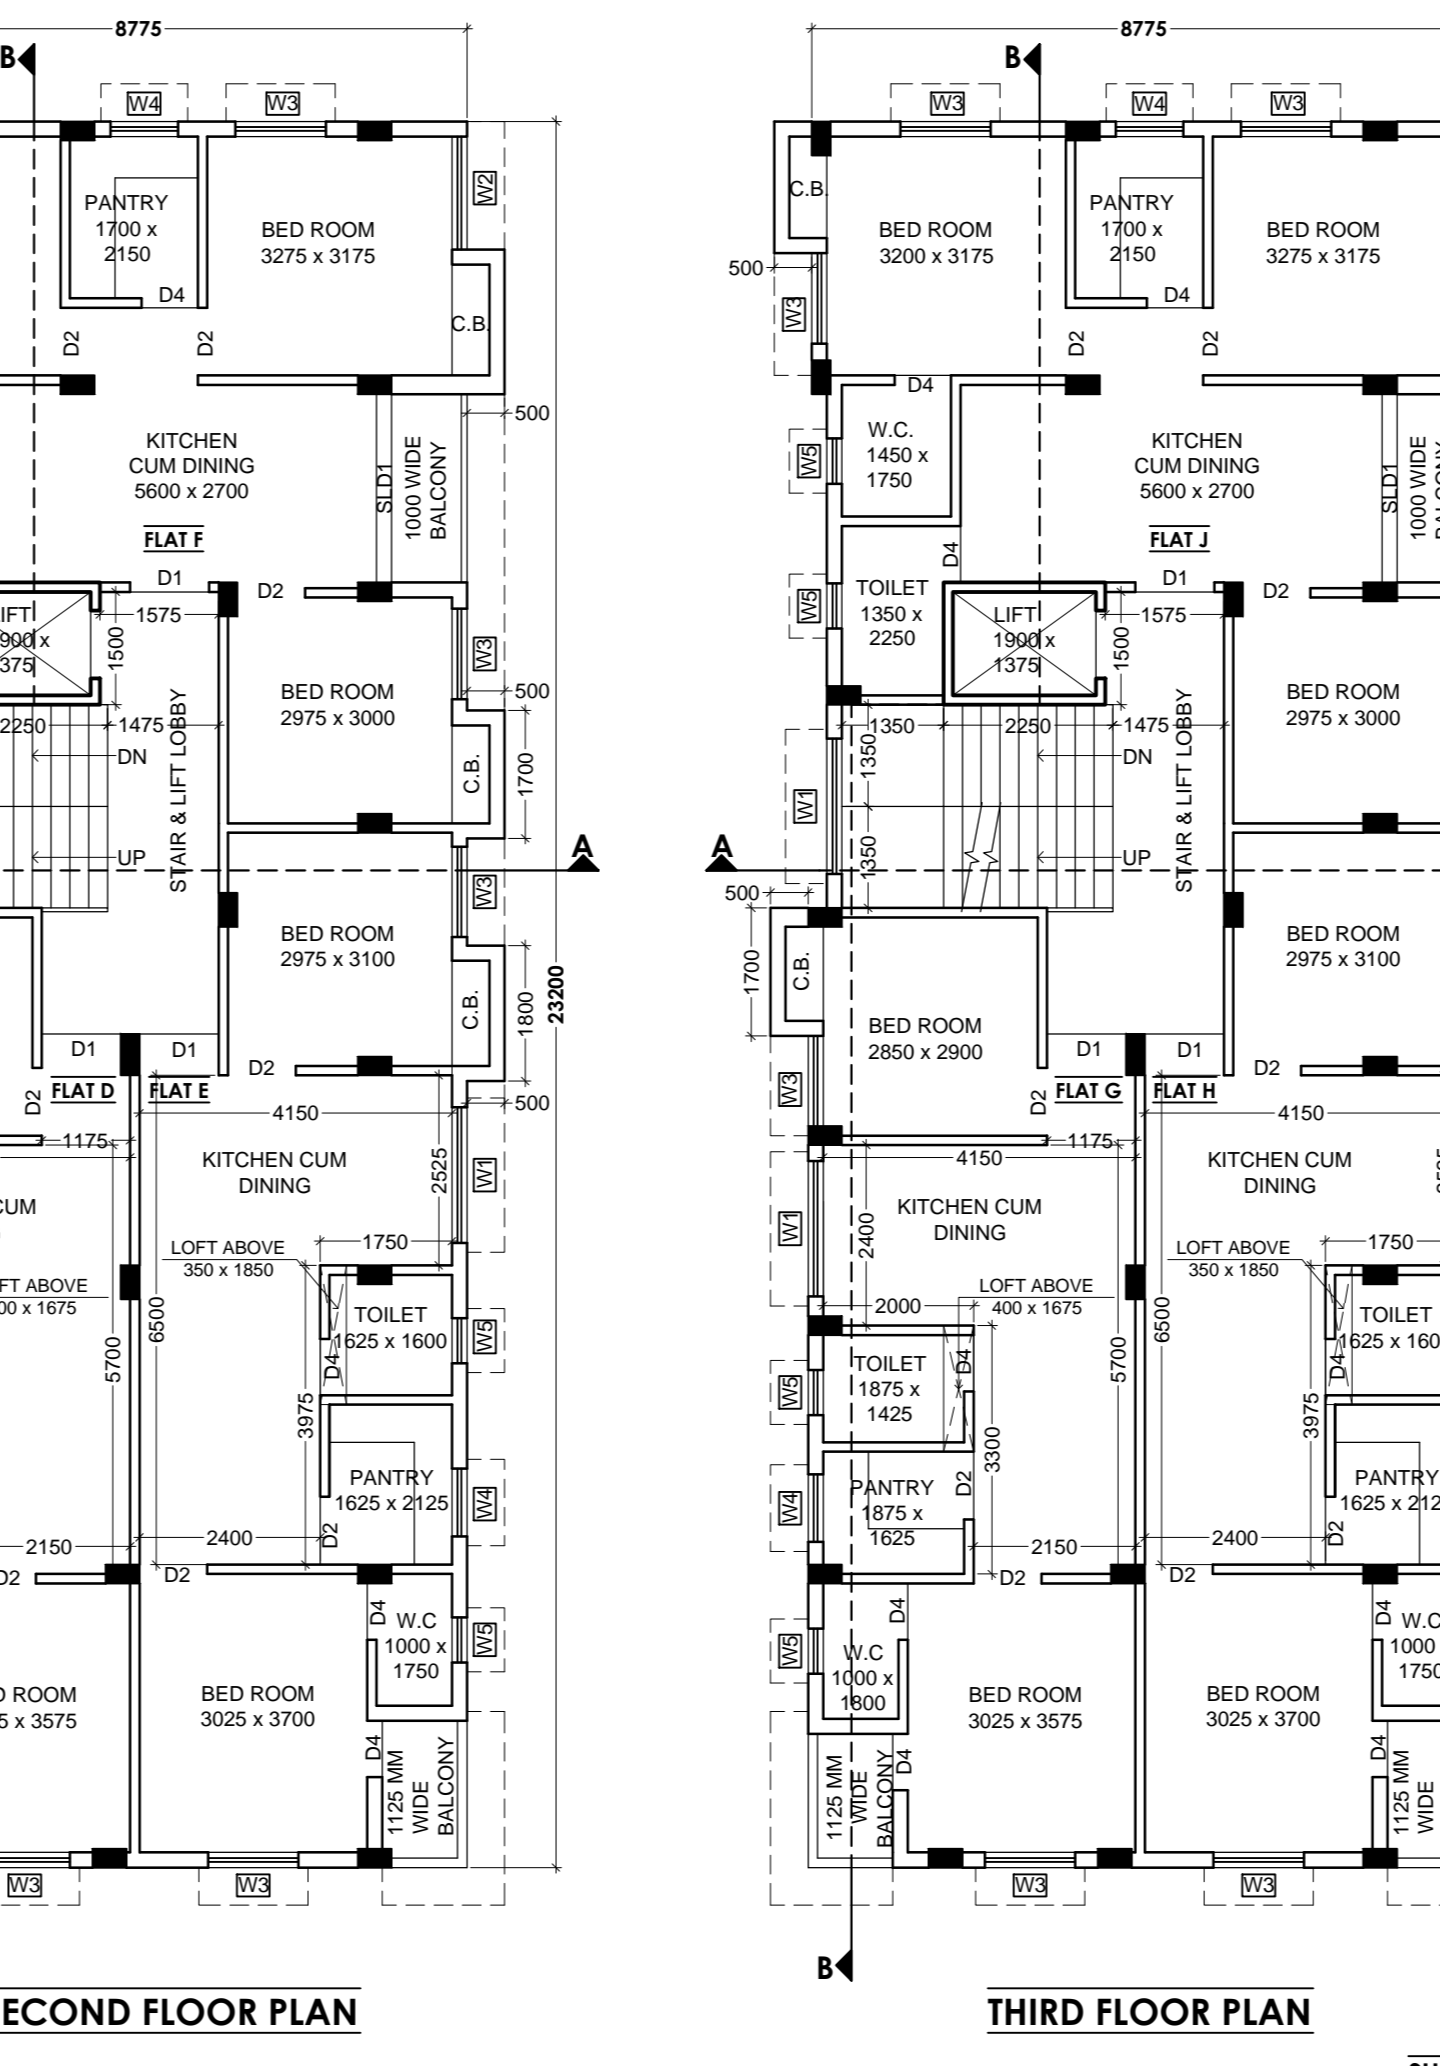 8775
B
W4
W3
W2
PANTRY
1700 x
2150
BED ROOM
3275 x 3175
D4
D2
D2
C.B.
500
KITCHEN
CUM DINING
5600 x 2700
SLD1
1000 WIDE
BALCONY
FLAT F
D1
D2
1575
1500
W3
BED ROOM
2975 x 3000
500
2250
1475
DN
STAIR & LIFT LOBBY
C.B.
1700
UP
A
W3
BED ROOM
2975 x 3100
C.B.
1800
23200
D1
D1
D2
D2
FLAT D
FLAT E
4150
500
1175
KITCHEN CUM
DINING
2525
W1
1750
LOFT ABOVE
350 x 1850
TOILET
1625 x 1600
W5
D4
6500
5700
3975
PANTRY
1625 x 2125
W4
D2
2150
2400
D2
D4
W.C
1000 x
1750
W5
BED ROOM
3025 x 3700
D4
1125 MM
WIDE
BALCONY
W3
W3
8775
B
W3
W4
W3
C.B.
BED ROOM
3200 x 3175
PANTRY
1700 x
2150
BED ROOM
3275 x 3175
500
W3
D4
D2
D2
D4
W.C.
1450 x
1750
W5
KITCHEN
CUM DINING
5600 x 2700
SLD1
1000 WIDE
FLAT J
D4
D1
D2
W5
TOILET
1350 x
2250
LIFT
1900 x
1375
1575
1500
BED ROOM
2975 x 3000
1350
2250
1475
1350
DN
STAIR & LIFT LOBBY
W1
1350
UP
A
500
BED ROOM
2975 x 3100
C.B.
1700
BED ROOM
2850 x 2900
D1
D1
D2
W3
D2
FLAT G
FLAT H
4150
1175
4150
KITCHEN CUM
DINING
W1
2400
KITCHEN CUM
DINING
1750
LOFT ABOVE
350 x 1850
LOFT ABOVE
400 x 1675
2000
TOILET
TOILET
1875 x
1425
D4
W5
D4
6500
5700
3975
3300
PANTRY
1875 x
1625
D2
W4
PANTRY
D2
2150
2400
D2
D2
D4
D4
W5
W.C
1000 x
1800
1000
BED ROOM
3025 x 3575
BED ROOM
3025 x 3700
D4
D4
1125 MM
WIDE
BALCONY
1125 MM
WIDE
W3
W3
B
THIRD FLOOR PLAN
FLOOR PLAN